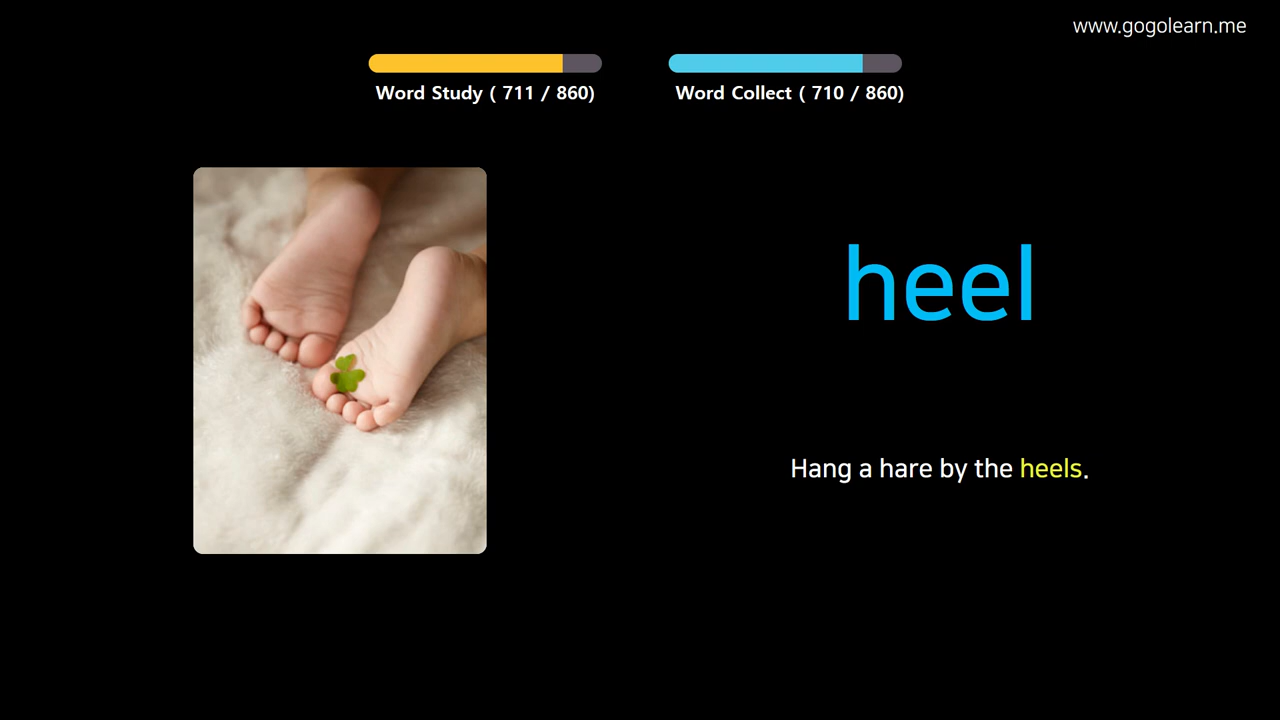 www.gogolearn.me
Word Study ( 711 / 860)
Word Collect ( 710 / 860)
heel
Hang a hare by the heels.